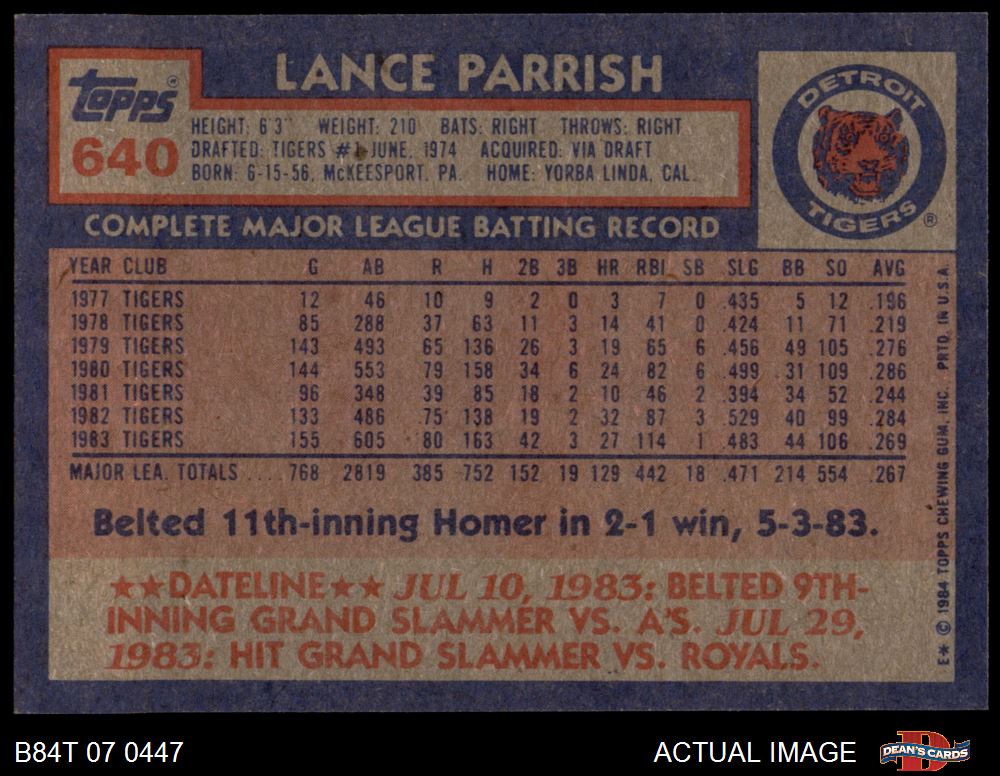 LANCE PARRISH
Topps®
640
HEIGHT: 6'3" WEIGHT: 210 BATS: RIGHT THROWS: RIGHT
DRAFTED: TIGERS #1-JUNE, 1974 ACQUIRED: VIA DRAFT
BORN: 6-15-56, McKEESPORT, PA. HOME: YORBA LINDA, CAL.
DETROIT
TIGERS ®
COMPLETE MAJOR LEAGUE BATTING RECORD
YEAR CLUB G AB R H 2B 3B HR RBI SB SLG BB SO AVG
1977 TIGERS 12 46 10 9 2 0 3 7 0 .435 5 12 .196
1978 TIGERS 85 288 37 63 11 3 14 41 0 .424 11 71 .219
1979 TIGERS 143 493 65 136 26 3 19 65 6 .456 49 105 .276
1980 TIGERS 144 553 79 158 34 6 24 82 6 .499 31 109 .286
1981 TIGERS 96 348 39 85 18 2 10 46 2 .394 34 52 .244
1982 TIGERS 133 486 75 138 19 2 32 87 3 .529 40 99 .284
1983 TIGERS 155 605 80 163 42 3 27 114 1 .483 44 106 .269
MAJOR LEA. TOTALS .... 768 2819 385 752 152 19 129 442 18 .471 214 554 .267
Belted 11th-inning Homer in 2-1 win, 5-3-83.
★★DATELINE★★ JUL 10, 1983: BELTED 9TH-
INNING GRAND SLAMMER VS. A'S. JUL 29,
1983: HIT GRAND SLAMMER VS. ROYALS.
E* © 1984 TOPPS CHEWING GUM, INC. PRTD. IN U.S.A.
B84T 07 0447
ACTUAL IMAGE
DEAN'S CARDS